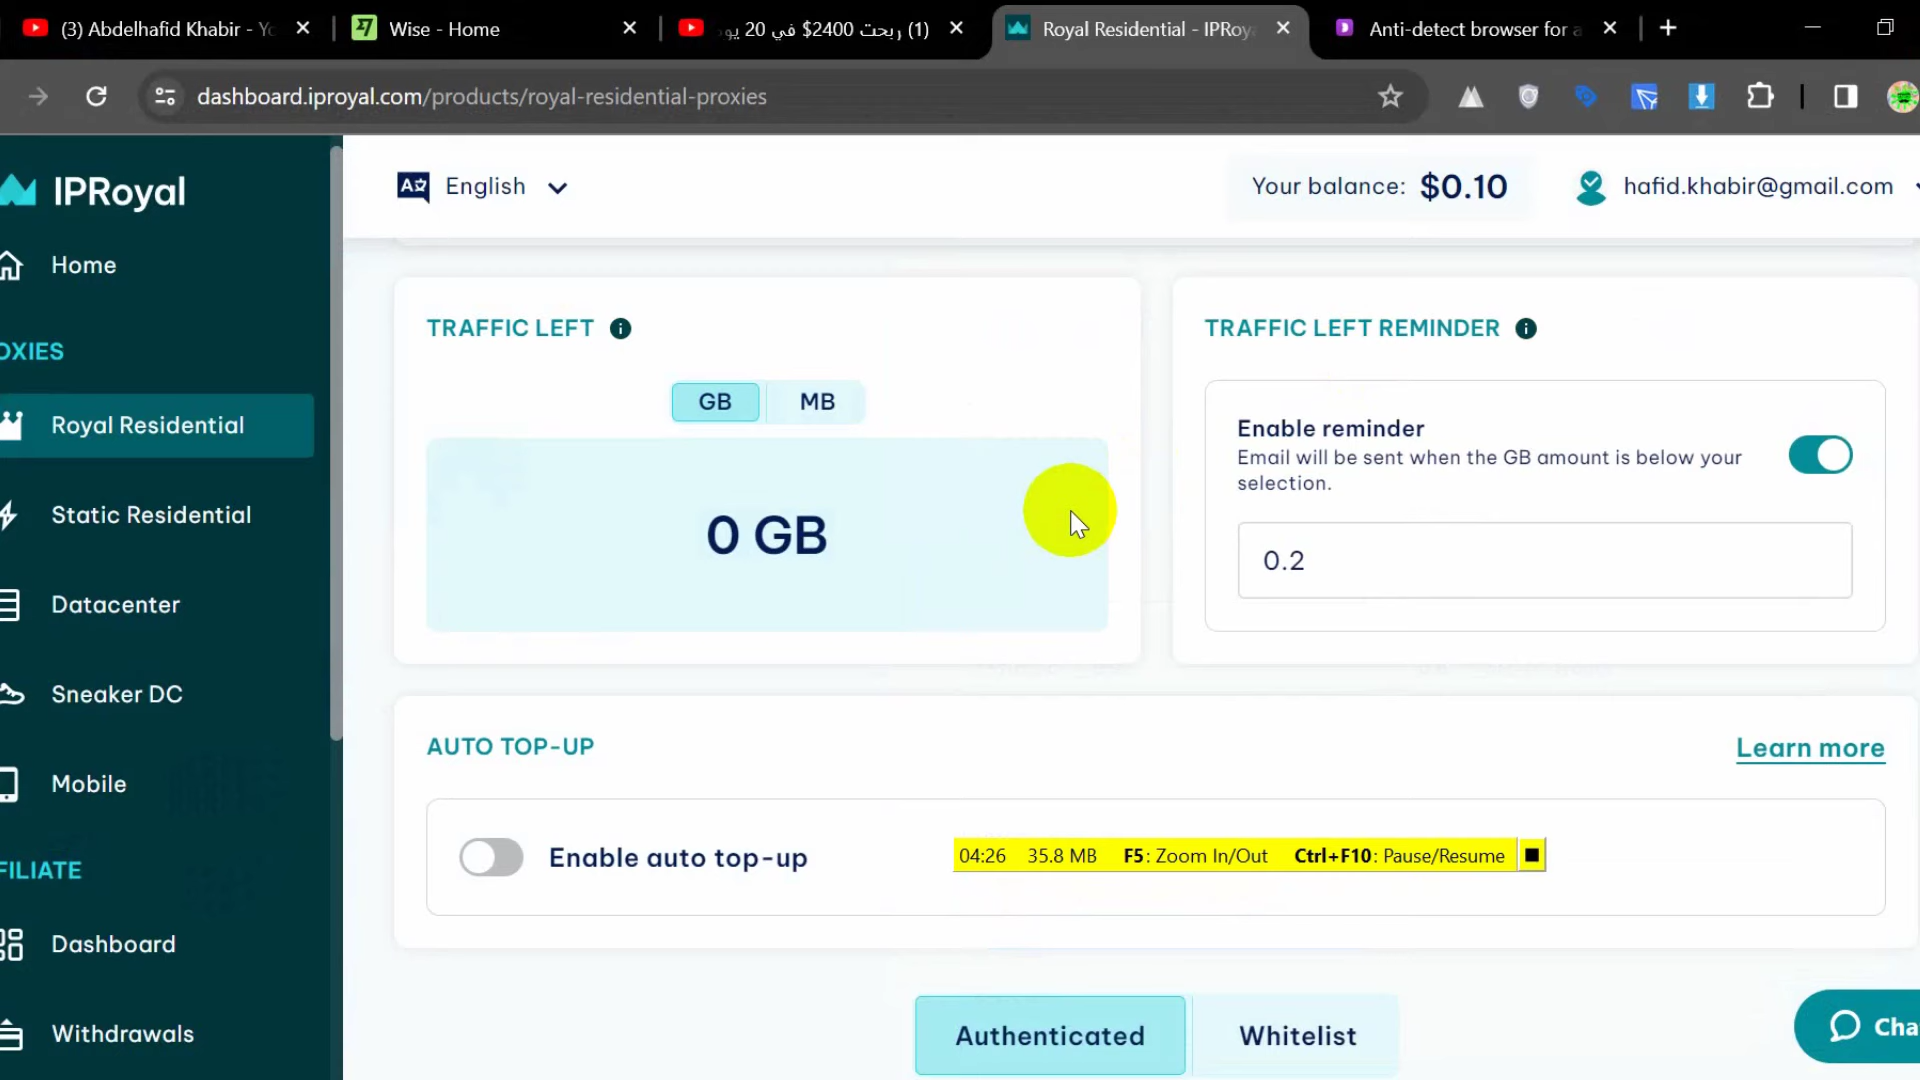 (3) Abdelhafid Khabir - Yo
Wise - Home
(1) ربحت 2400$ في 20 يو
Royal Residential - IPRoya
Anti-detect browser for a
dashboard.iproyal.com/products/royal-residential-proxies
IPRoyal
English
Your balance: $0.10
hafid.khabir@gmail.com
Home
OXIES
Royal Residential
Static Residential
Datacenter
Sneaker DC
Mobile
FILIATE
Dashboard
Withdrawals
TRAFFIC LEFT
GB
MB
0 GB
TRAFFIC LEFT REMINDER
Enable reminder
Email will be sent when the GB amount is below your
selection.
0.2
AUTO TOP-UP
Learn more
Enable auto top-up
04:26 35.8 MB F5: Zoom In/Out Ctrl+F10: Pause/Resume
Authenticated
Whitelist
Cha